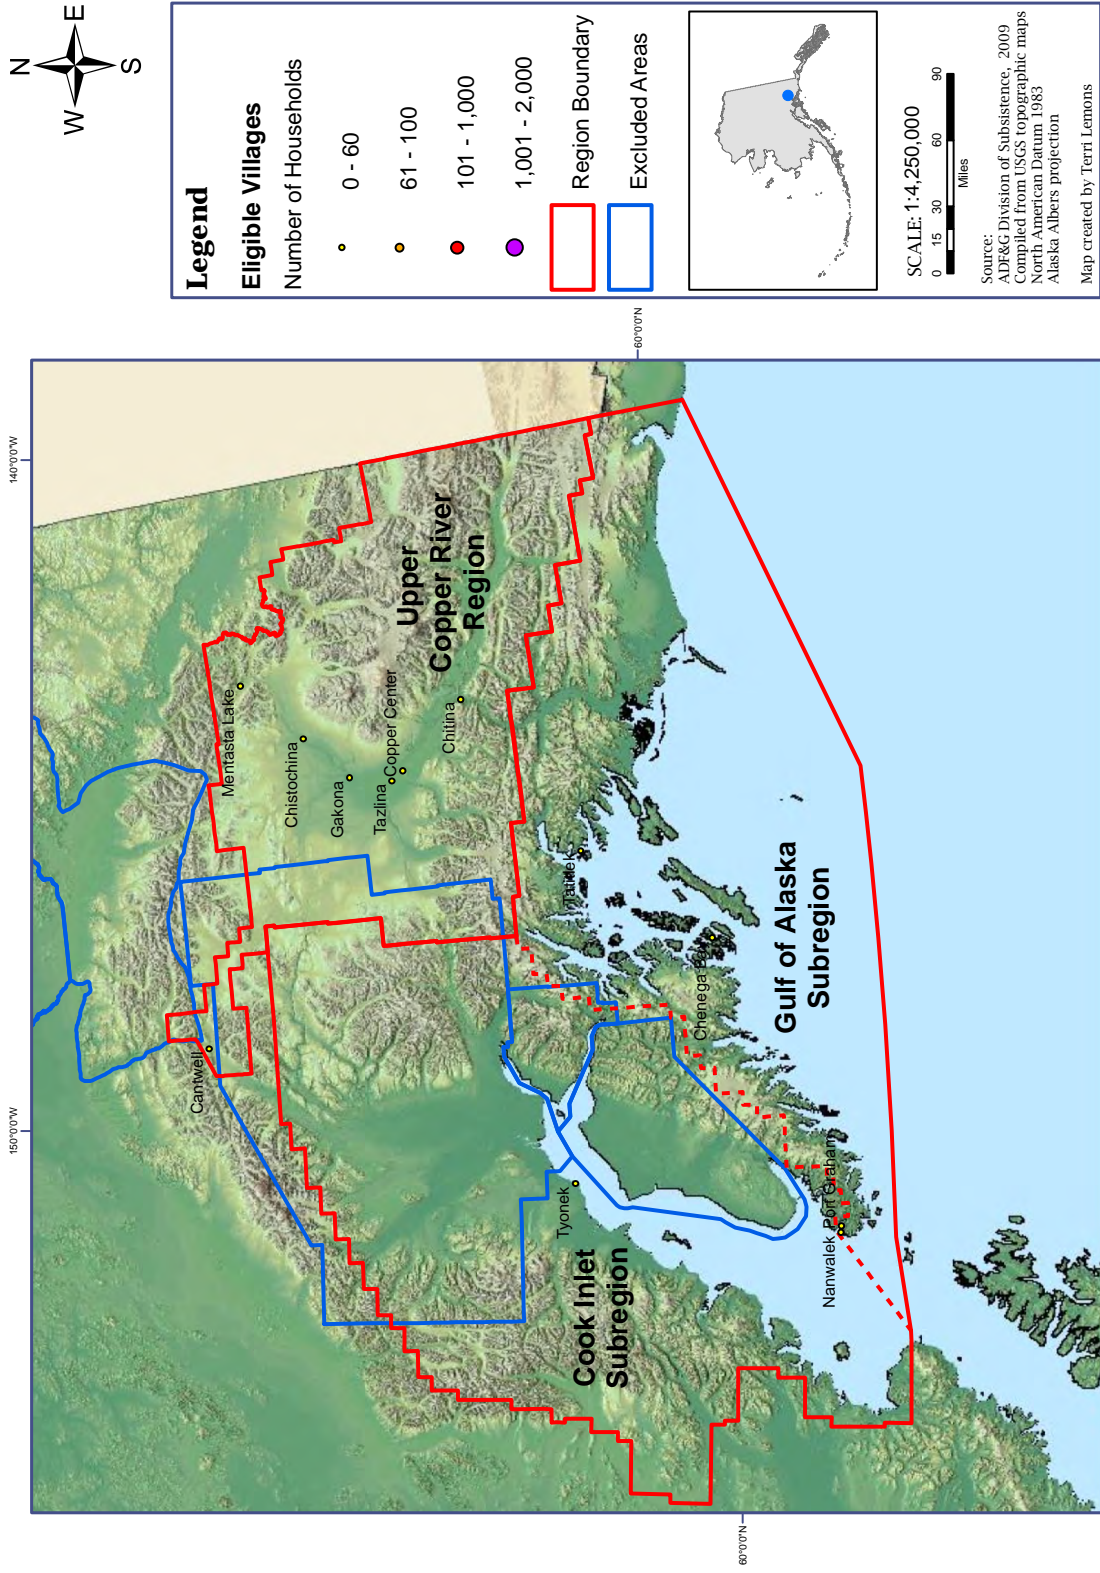 N
W E
S
Legend
Eligible Villages
Number of Households
0 - 60
61 - 100
101 - 1,000
1,001 - 2,000
Region Boundary
Excluded Areas
SCALE: 1:4,250,000
0 15 30 60 90
Miles
Source:
ADF&G Division of Subsistence, 2009
Compiled from USGS topographic maps
North American Datum 1983
Alaska Albers projection
Map created by Terri Lemons
150°0'0"W
140°0'0"W
60°0'0"N
60°0'0"N
Cantwell
Mentasta Lake
Chistochina
Gakona
Tazlina
Copper Center
Chitina
Upper
Copper River
Region
Tatitlek
Chenega Bay
Tyonek
Nanwalek
Port Graham
Cook Inlet
Subregion
Gulf of Alaska
Subregion